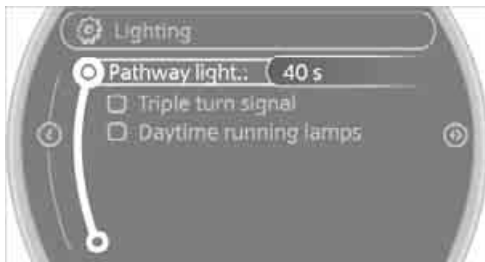 Lighting
Pathway light.: 40 s
Triple turn signal
Daytime running lamps